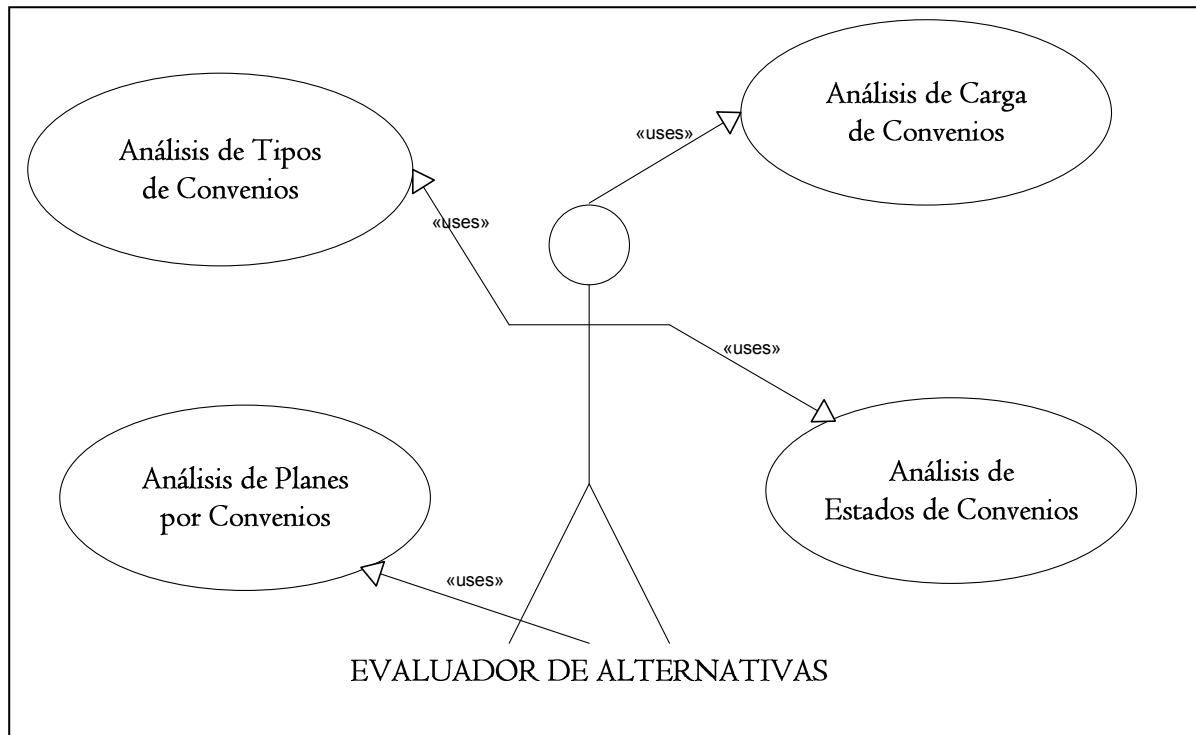 Análisis de Carga
de Convenios
«uses»
Análisis de Tipos
de Convenios
«uses»
«uses»
Análisis de
Estados de Convenios
Análisis de Planes
por Convenios
«uses»
EVALUADOR DE ALTERNATIVAS